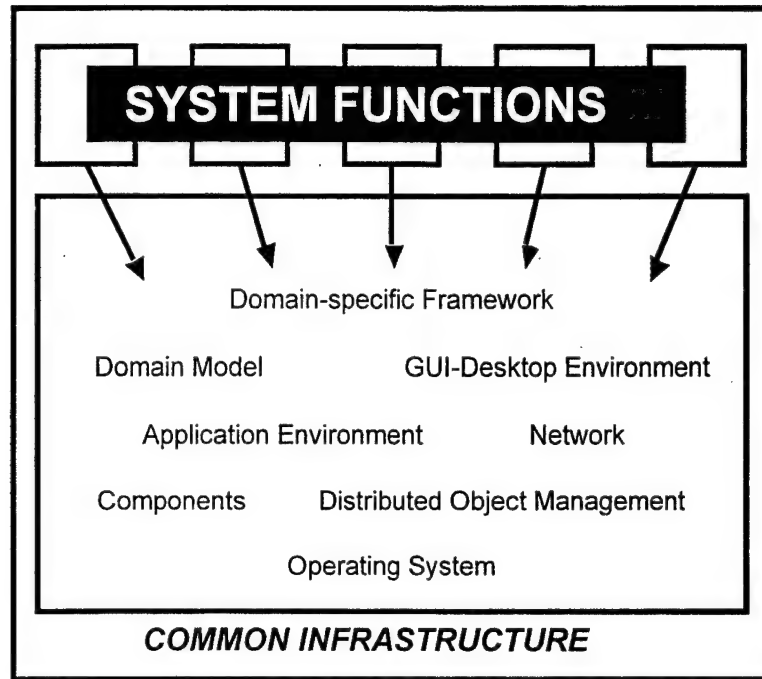 SYSTEM FUNCTIONS
Domain-specific Framework
Domain Model GUI-Desktop Environment
Application Environment Network
Components Distributed Object Management
Operating System
COMMON INFRASTRUCTURE